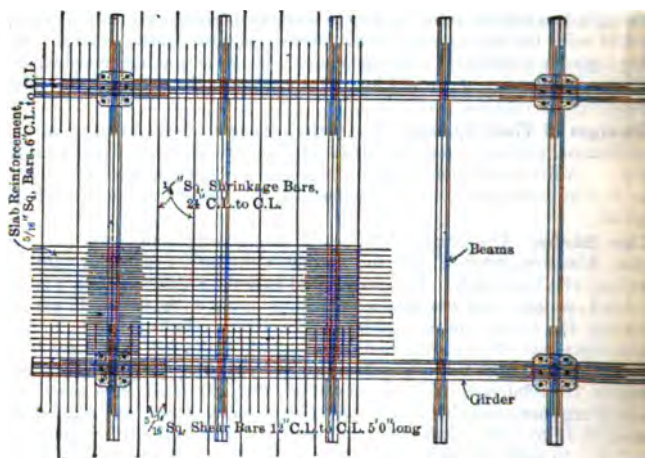 Slab Reinforcement,
5/16" Sq. Bars, 6" C.L. to C.L.
1/4" Sq. Shrinkage Bars,
24" C.L. to C.L.
Beams
Girder
5/16" Sq. Shear Bars 12" C.L. to C.L. 5'0" long